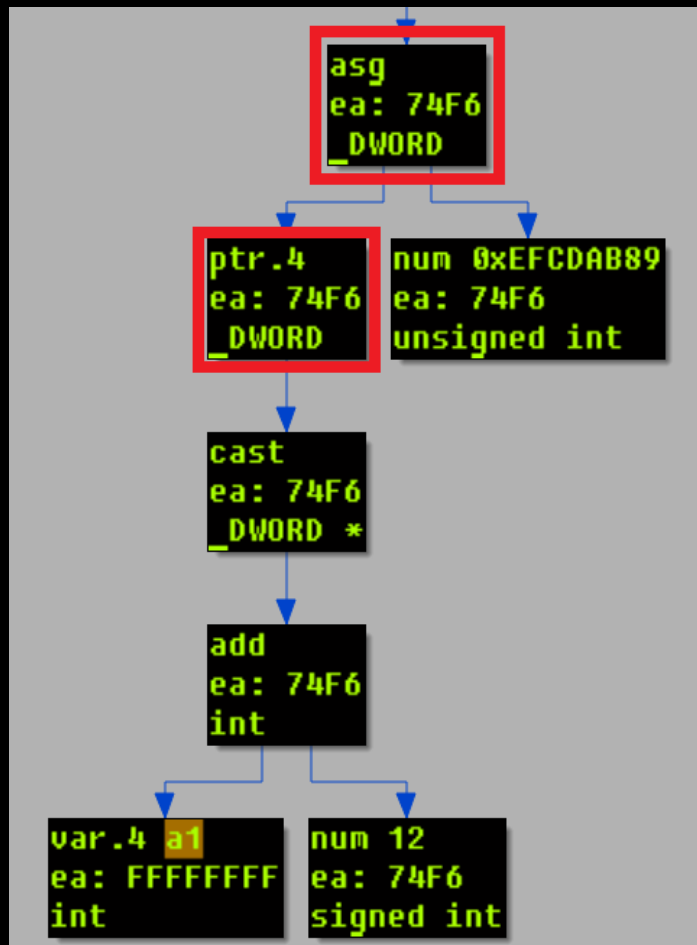 asg
ea: 74F6
_DWORD
ptr.4
ea: 74F6
_DWORD
num 0xEFCDAB89
ea: 74F6
unsigned int
cast
ea: 74F6
_DWORD *
add
ea: 74F6
int
var.4 a1
ea: FFFFFFFF
int
num 12
ea: 74F6
signed int